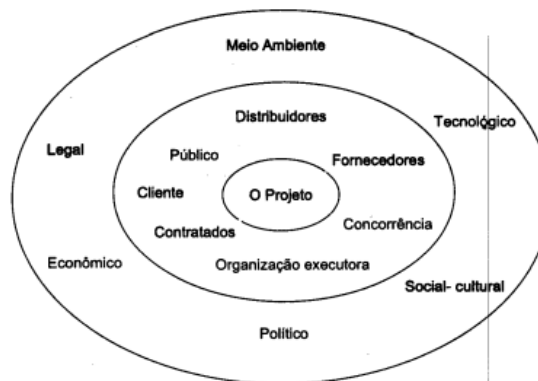 Meio Ambiente
Distribuidores
Tecnológico
Legal
Público
Fornecedores
Cliente
O Projeto
Contratados
Concorrência
Econômico
Organização executora
Social- cultural
Político